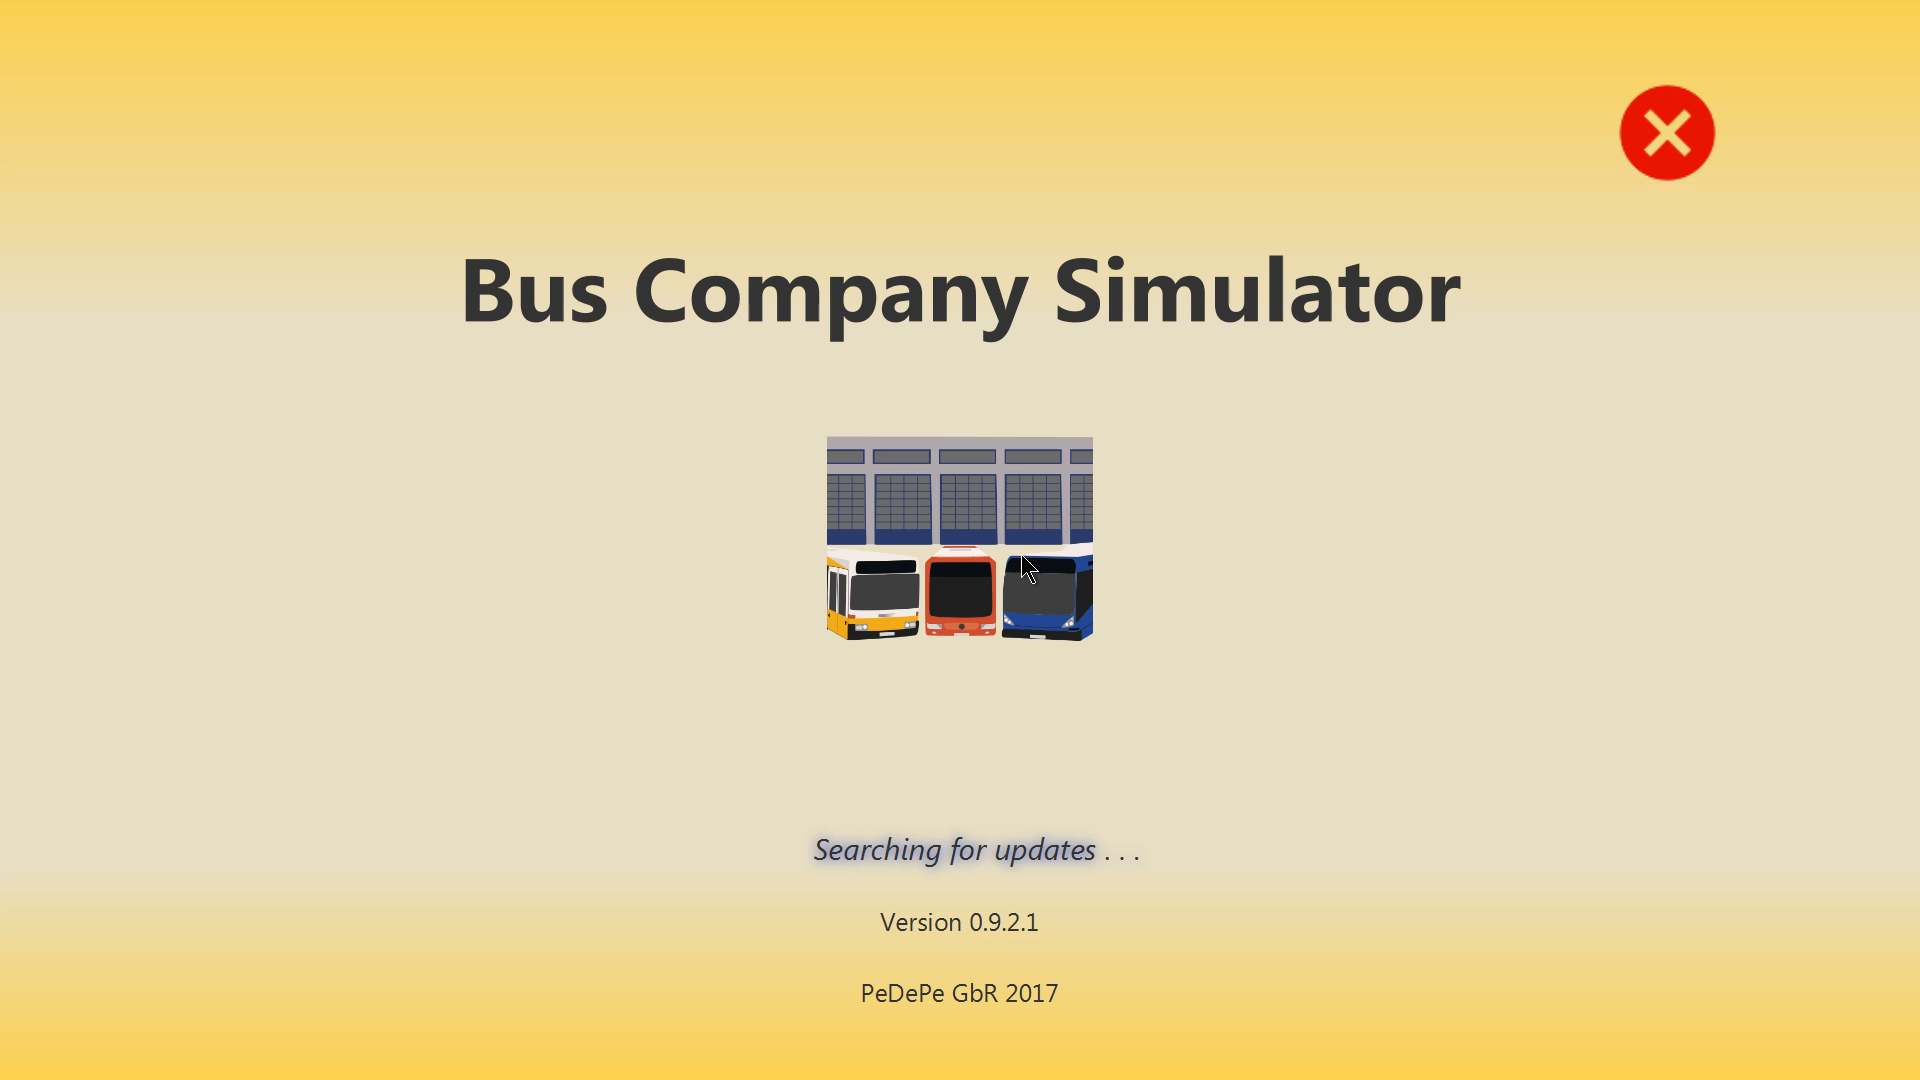 Bus Company Simulator
Searching for updates . . .
Version 0.9.2.1
PeDePe GbR 2017